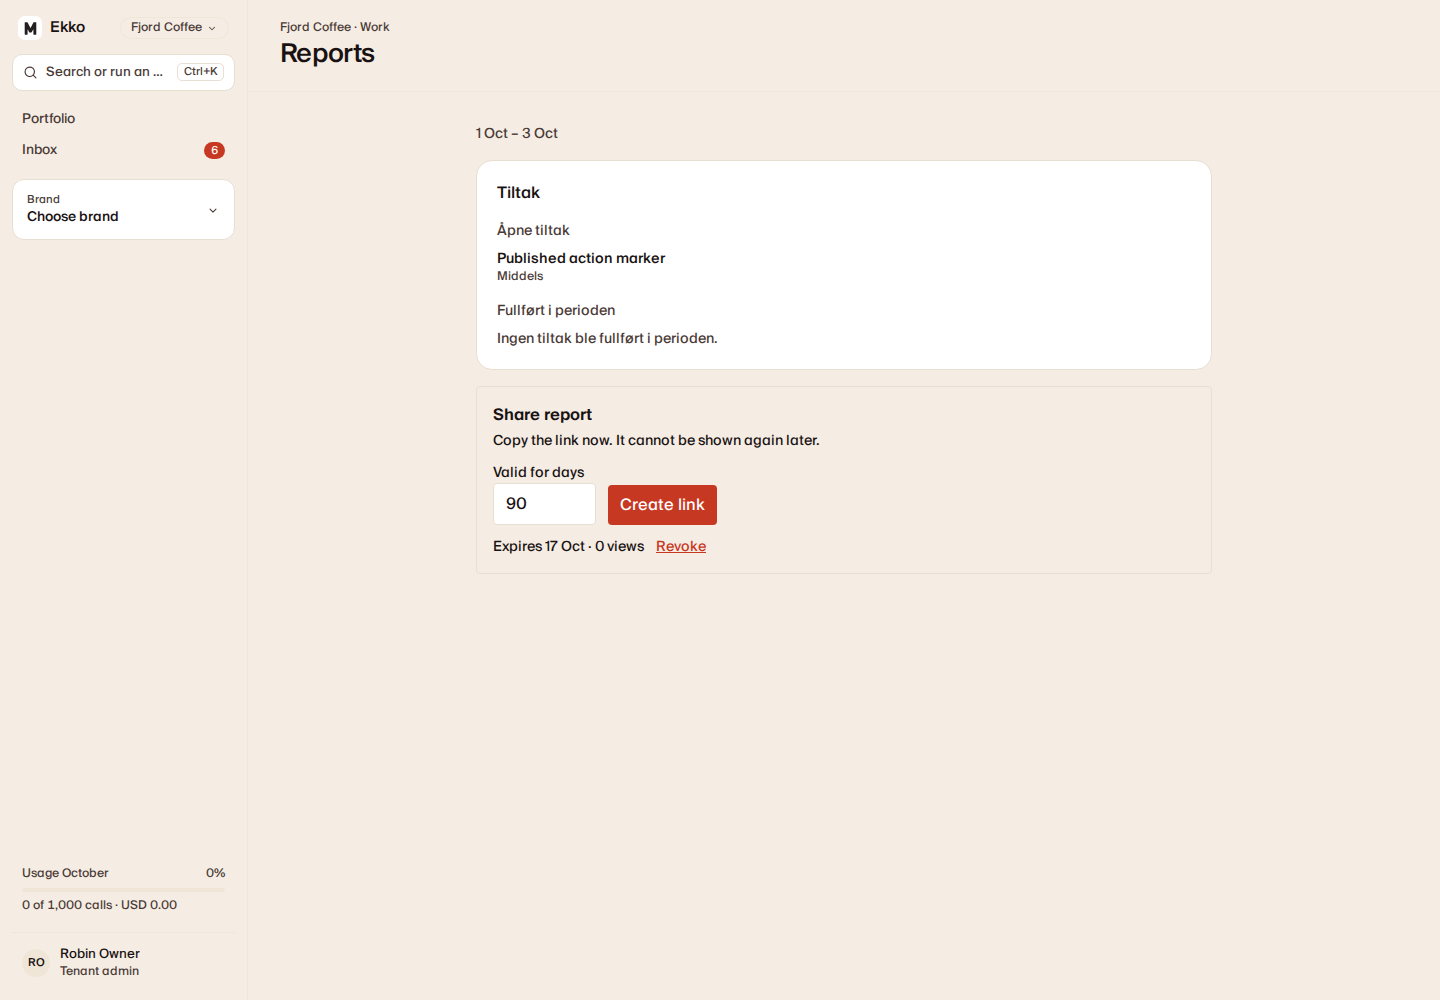 Ekko
Fjord Coffee
Search or run an ...
Ctrl+K
Portfolio
Inbox
6
Brand
Choose brand
Usage October
0%
0 of 1,000 calls · USD 0.00
RO
Robin Owner
Tenant admin
Fjord Coffee · Work
Reports
1 Oct – 3 Oct
Tiltak
Åpne tiltak
Published action marker
Middels
Fullført i perioden
Ingen tiltak ble fullført i perioden.
Share report
Copy the link now. It cannot be shown again later.
Valid for days
90
Create link
Expires 17 Oct · 0 views
Revoke